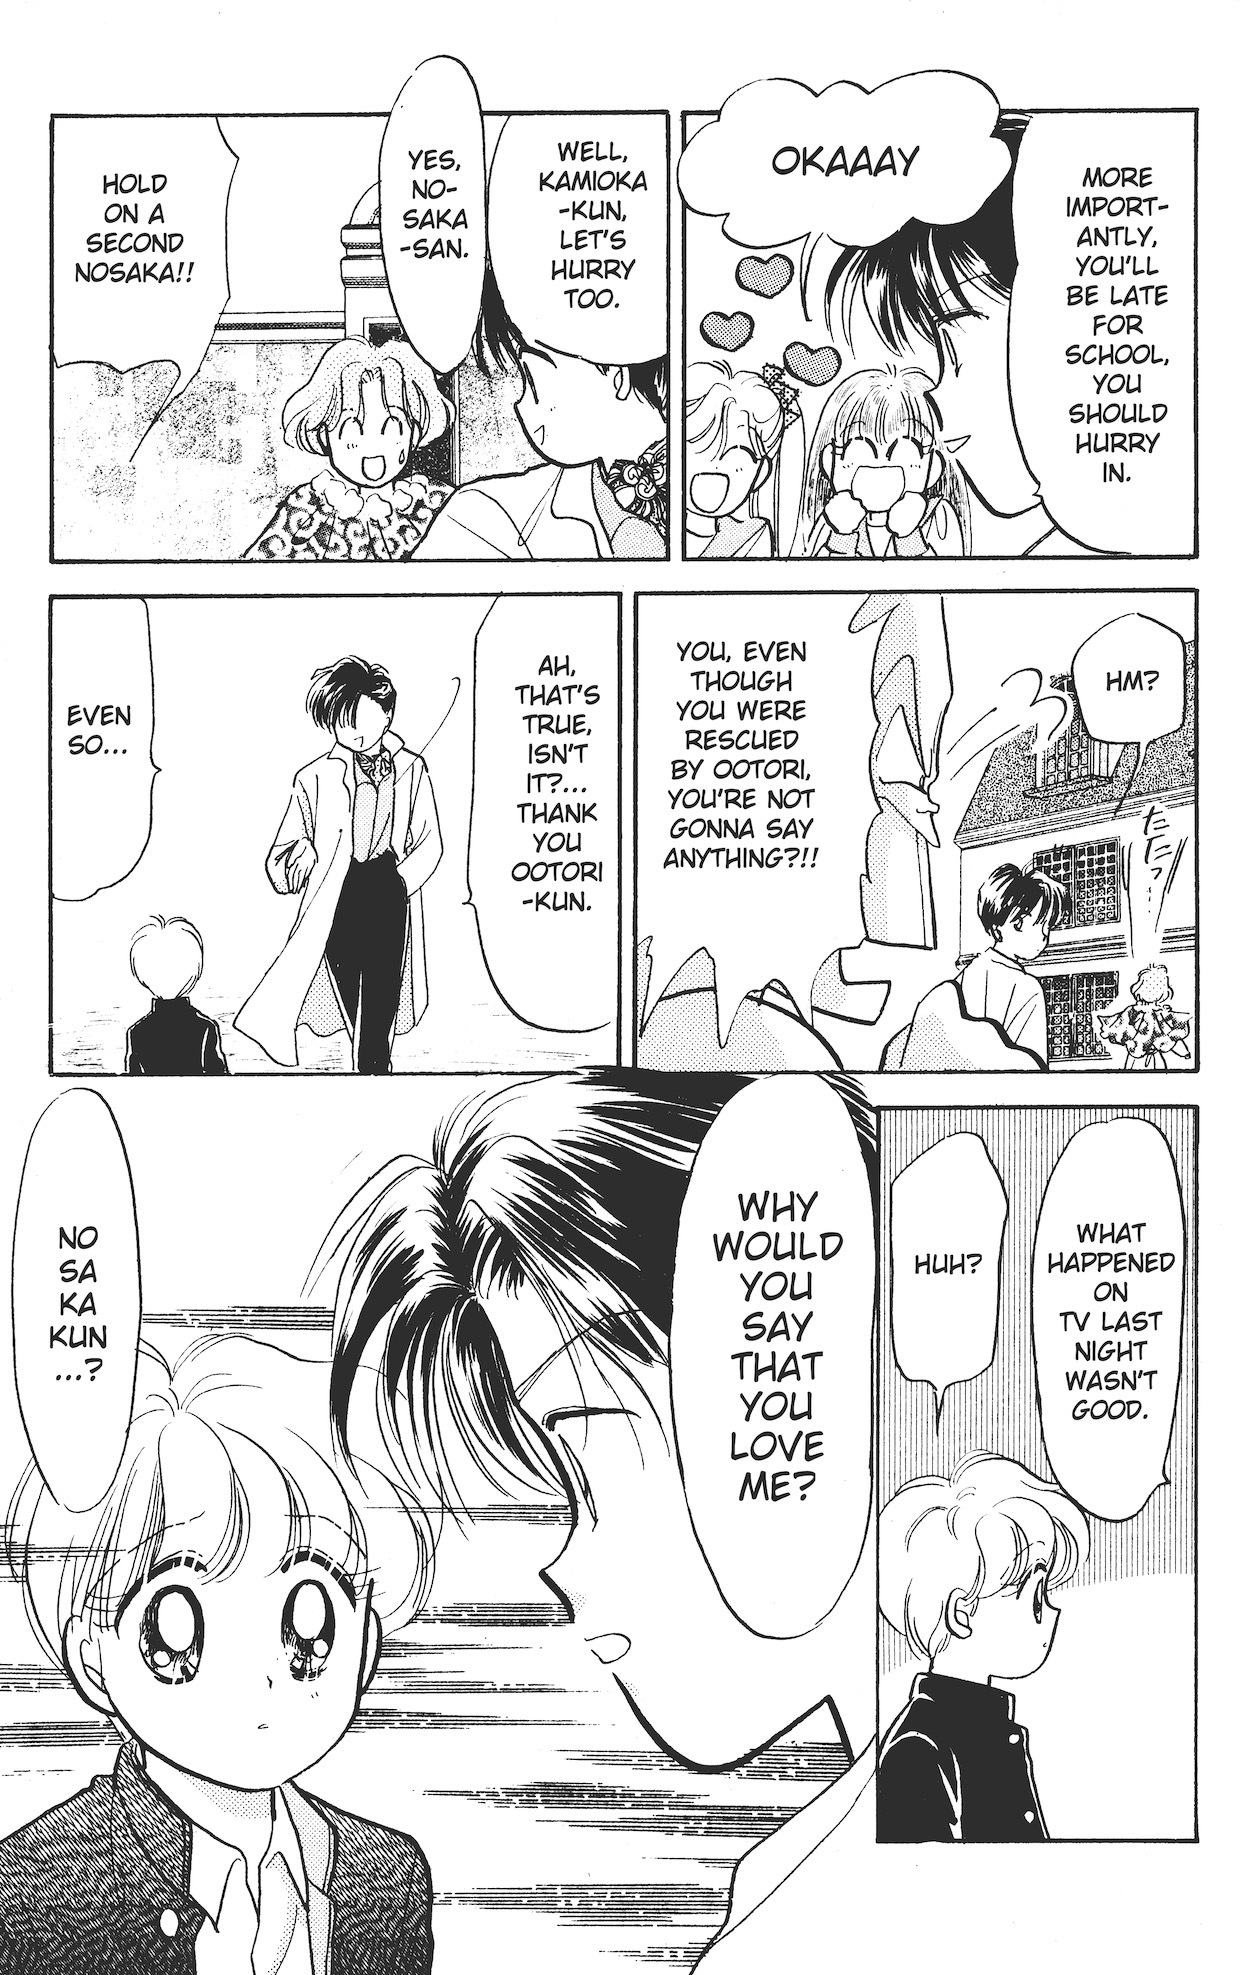 MORE
IMPORT-
ANTLY,
YOU'LL
BE LATE
FOR
SCHOOL,
YOU
SHOULD
HURRY
IN.
OKAAAY
WELL,
KAMIOKA
-KUN,
LET'S
HURRY
TOO.
YES,
NO-
SAKA
-SAN.
HOLD
ON A
SECOND
NOSAKA!!
HM?
たたっ…
YOU, EVEN
THOUGH
YOU WERE
RESCUED
BY OOTORI,
YOU'RE NOT
GONNA SAY
ANYTHING?!!
AH,
THAT'S
TRUE,
ISN'T
IT?...
THANK
YOU
OOTORI
-KUN.
EVEN
SO...
WHAT
HAPPENED
ON
TV LAST
NIGHT
WASN'T
GOOD.
HUH?
WHY
WOULD
YOU
SAY
THAT
YOU
LOVE
ME?
NO
SA
KA
KUN
...?